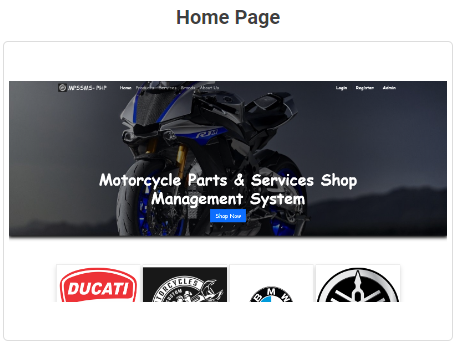 Home Page
MPSSMS- PHP Home Products Services Brands About Us Login Register Admin
Motorcycle Parts & Services Shop
Management System
Shop Now
DUCATI
BMW